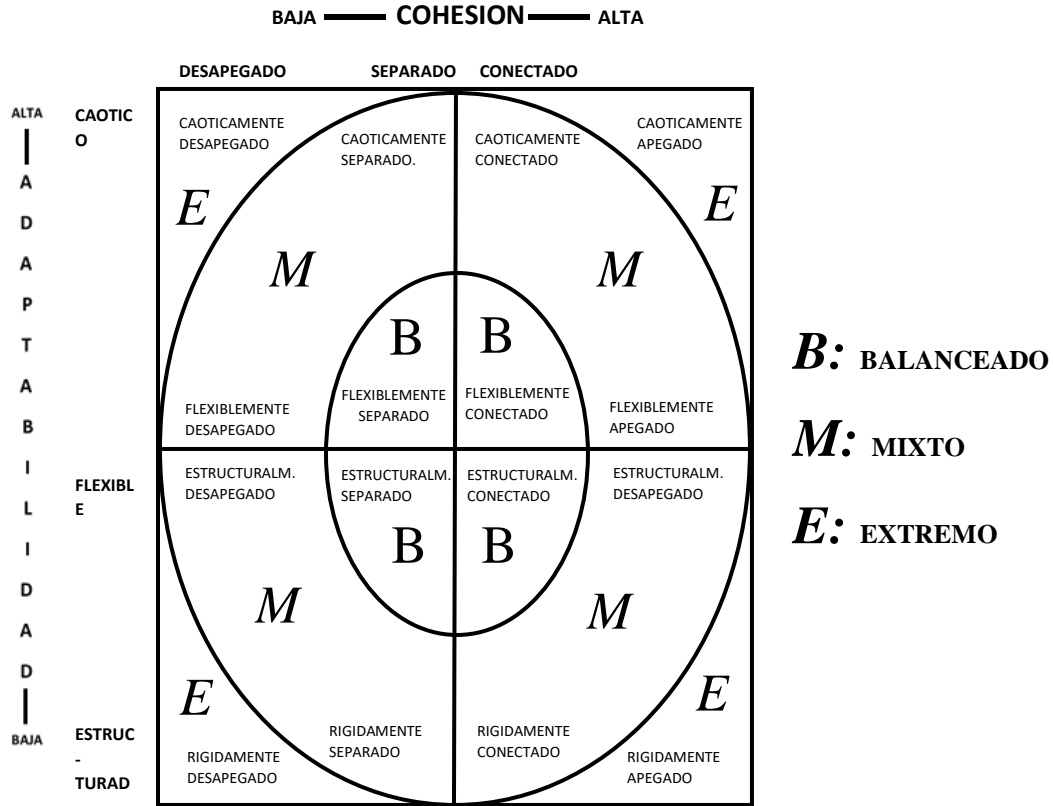 BAJA COHESION ALTA
DESAPEGADO SEPARADO CONECTADO
ALTA
A
D
A
P
T
A
B
I
L
I
D
A
D
BAJA
CAOTIC
O
FLEXIBL
E
ESTRUC
-
TURAD
CAOTICAMENTE
DESAPEGADO
CAOTICAMENTE
SEPARADO.
CAOTICAMENTE
CONECTADO
CAOTICAMENTE
APEGADO
E
E
M
M
B
B
FLEXIBLEMENTE
DESAPEGADO
FLEXIBLEMENTE
SEPARADO
FLEXIBLEMENTE
CONECTADO
FLEXIBLEMENTE
APEGADO
ESTRUCTURALM.
DESAPEGADO
ESTRUCTURALM.
SEPARADO
ESTRUCTURALM.
CONECTADO
ESTRUCTURALM.
DESAPEGADO
B
B
M
M
E
E
RIGIDAMENTE
DESAPEGADO
RIGIDAMENTE
SEPARADO
RIGIDAMENTE
CONECTADO
RIGIDAMENTE
APEGADO
B: BALANCEADO
M: MIXTO
E: EXTREMO